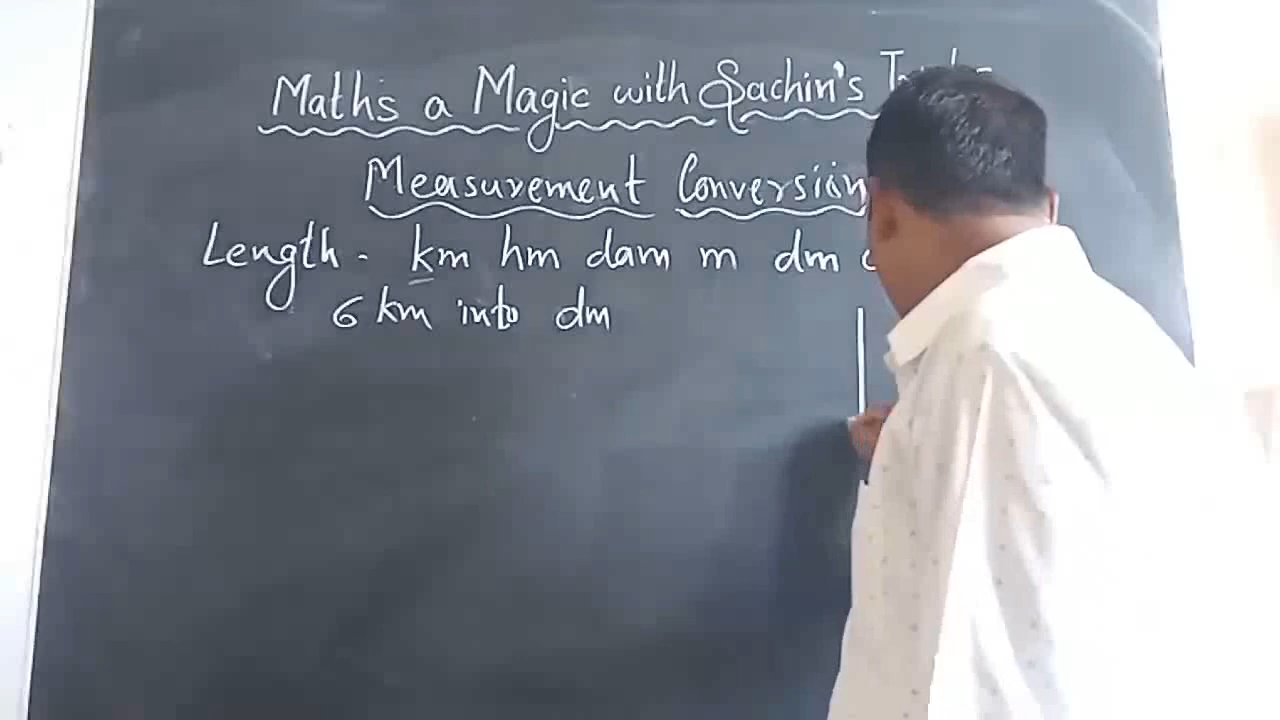 Maths a Magic with Sachin's
Measurement Conversion
Length - km hm dam m dm
6 km into dm